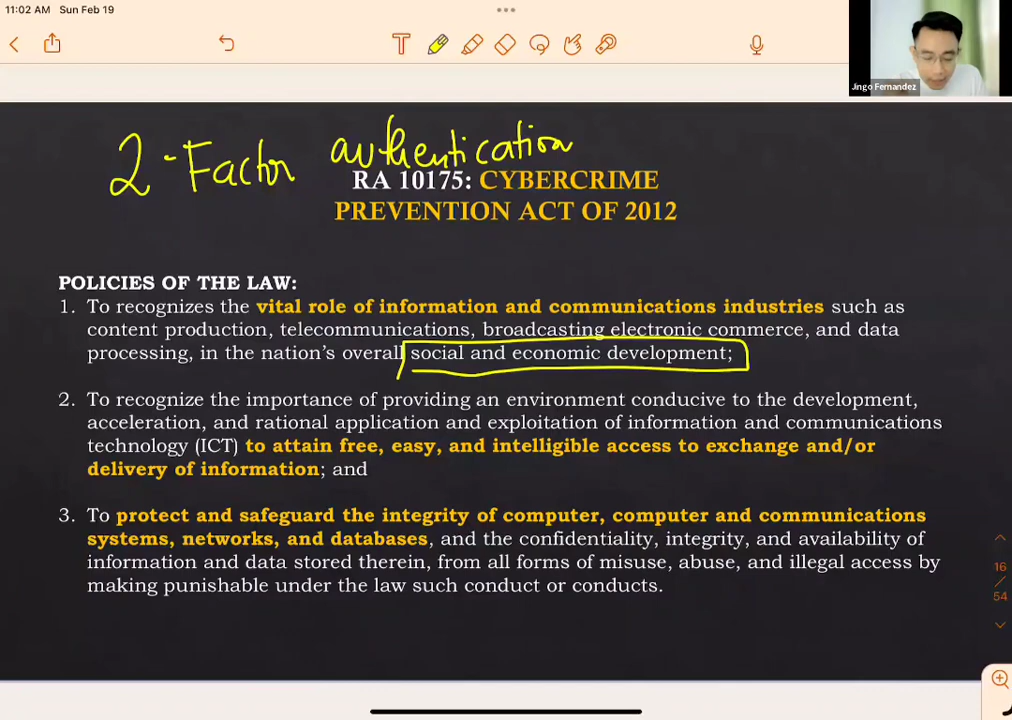 11:02 AM Sun Feb 19
Jingo Fernandez
2-Factor authentication
RA 10175: CYBERCRIME
PREVENTION ACT OF 2012
POLICIES OF THE LAW:
1. To recognizes the vital role of information and communications industries such as
content production, telecommunications, broadcasting electronic commerce, and data
processing, in the nation's overall social and economic development;
2. To recognize the importance of providing an environment conducive to the development,
acceleration, and rational application and exploitation of information and communications
technology (ICT) to attain free, easy, and intelligible access to exchange and/or
delivery of information; and
3. To protect and safeguard the integrity of computer, computer and communications
systems, networks, and databases, and the confidentiality, integrity, and availability of
information and data stored therein, from all forms of misuse, abuse, and illegal access by
making punishable under the law such conduct or conducts.
16
/
54